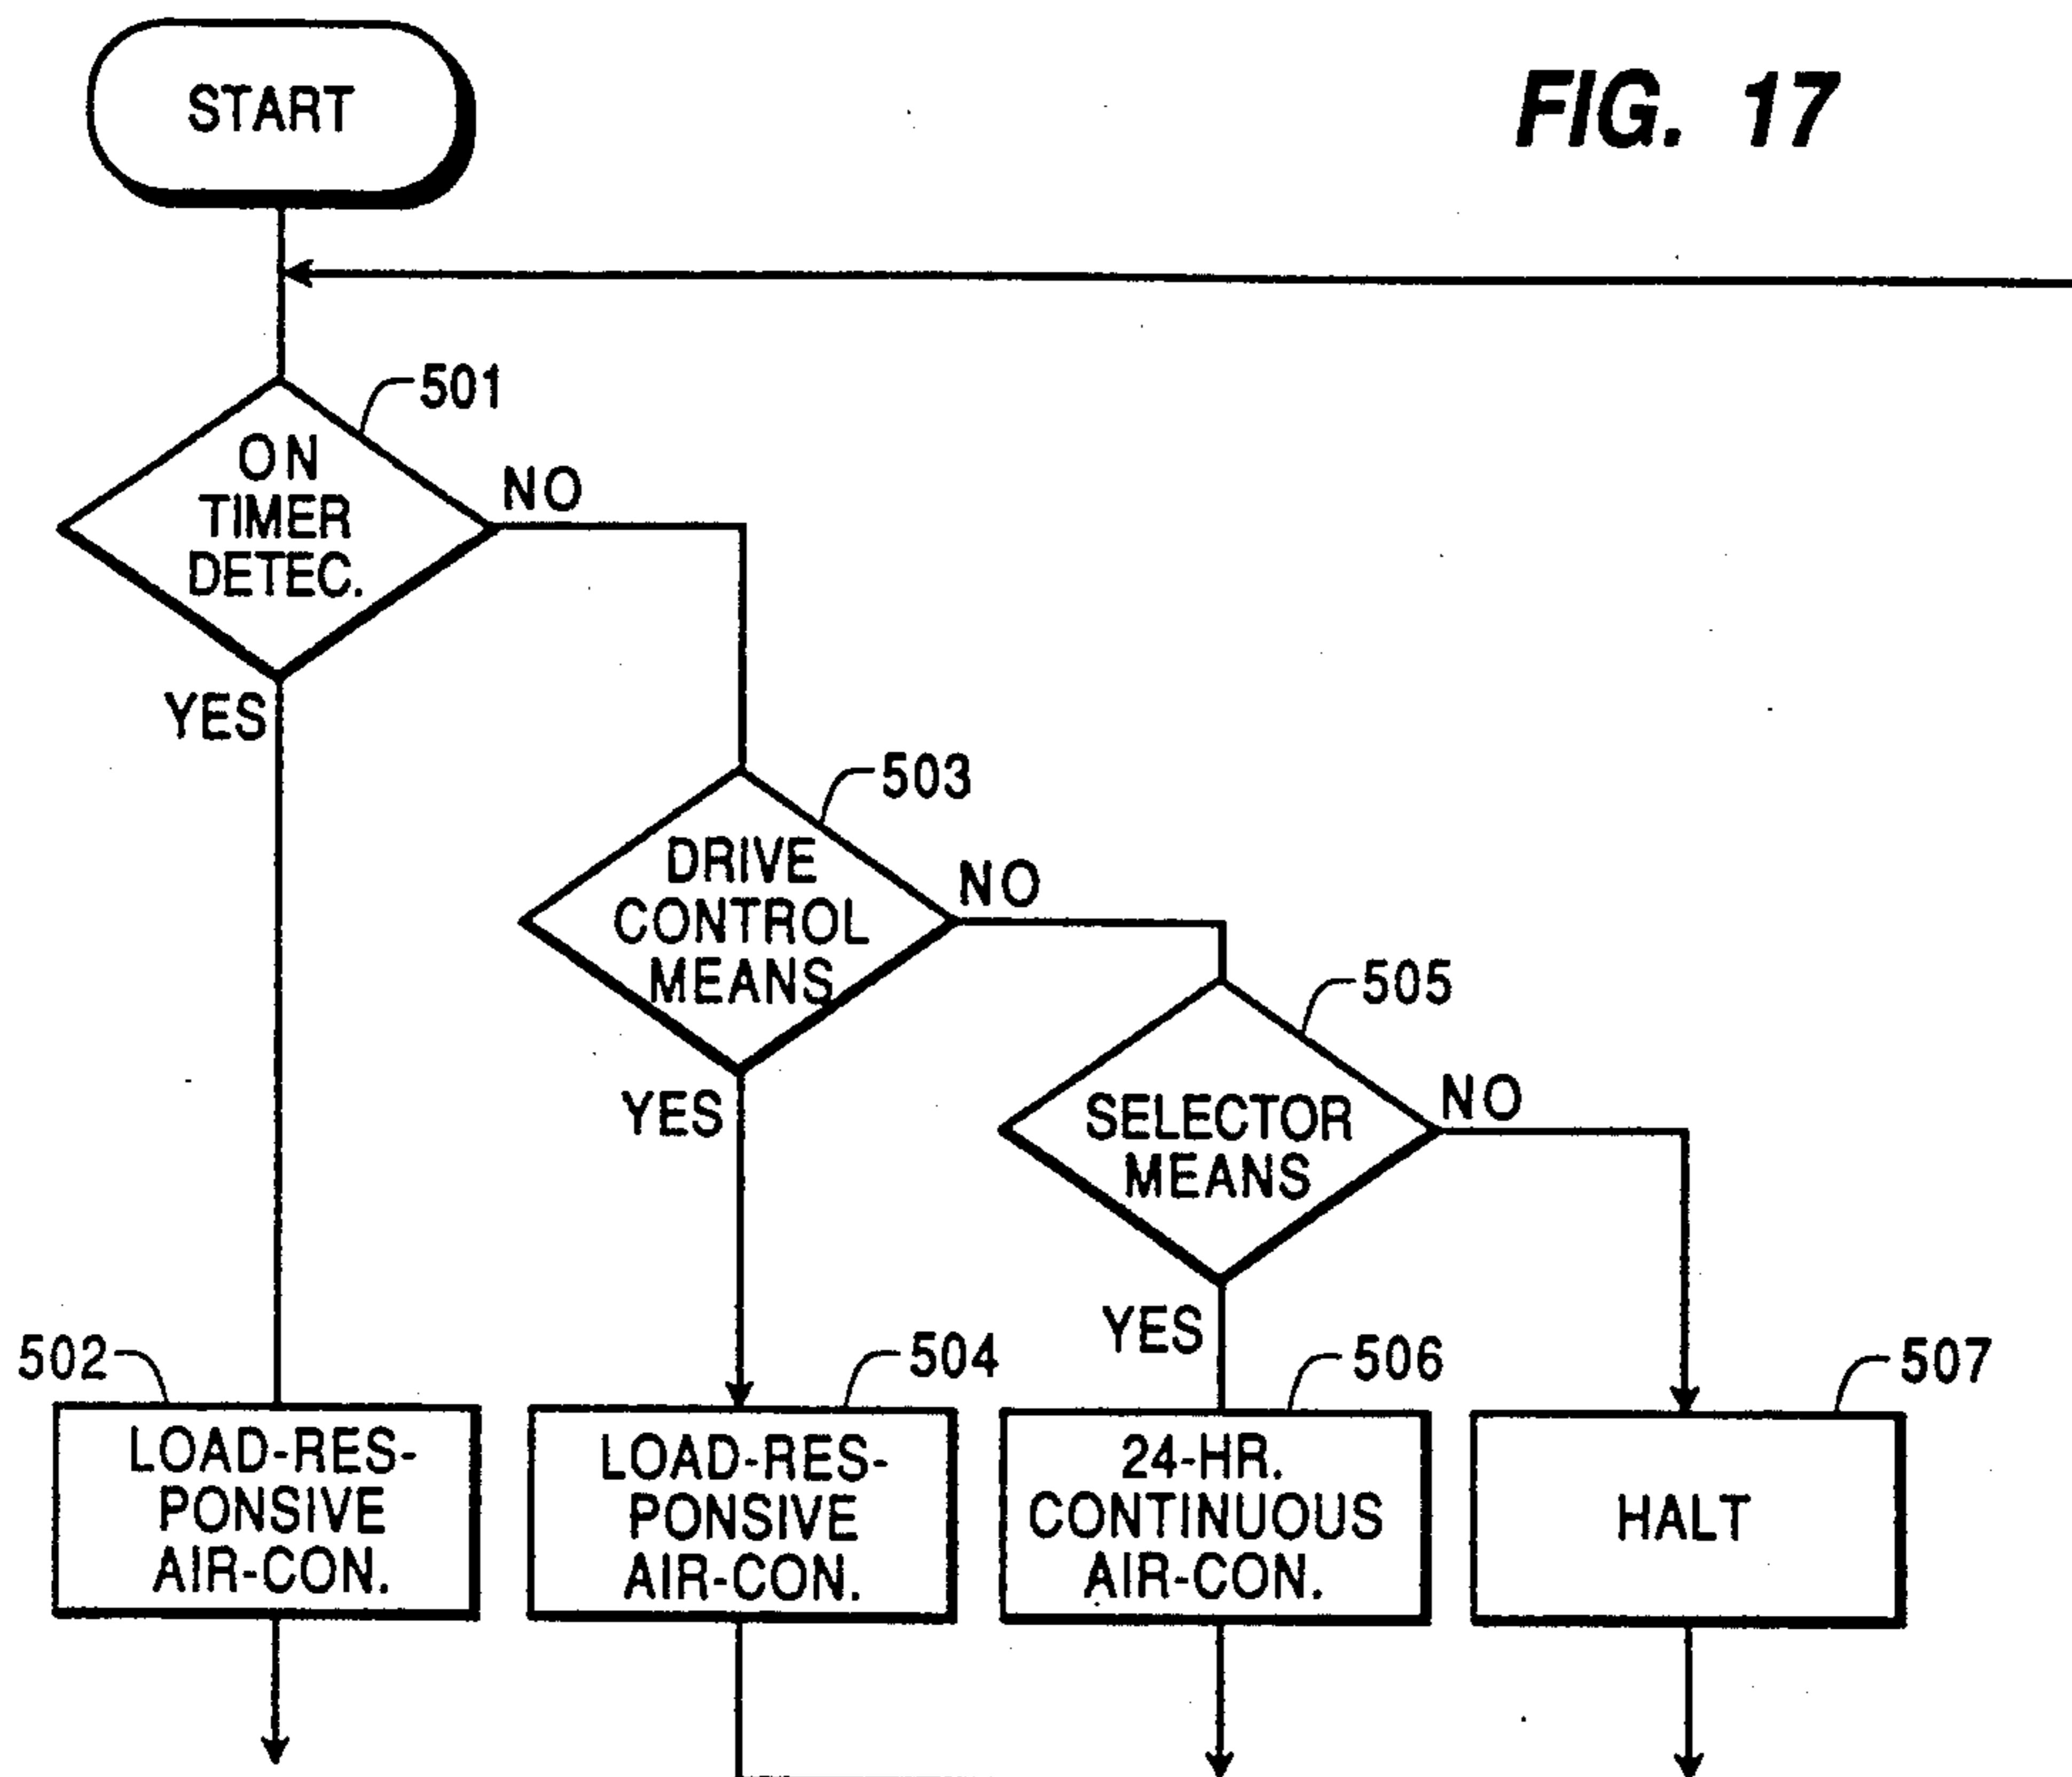 START
FIG. 17
501
ON
TIMER
DETEC.
NO
YES
503
DRIVE
CONTROL
MEANS
NO
YES
505
SELECTOR
MEANS
NO
YES
502
LOAD-RES-
PONSIVE
AIR-CON.
504
LOAD-RES-
PONSIVE
AIR-CON.
506
24-HR.
CONTINUOUS
AIR-CON.
507
HALT